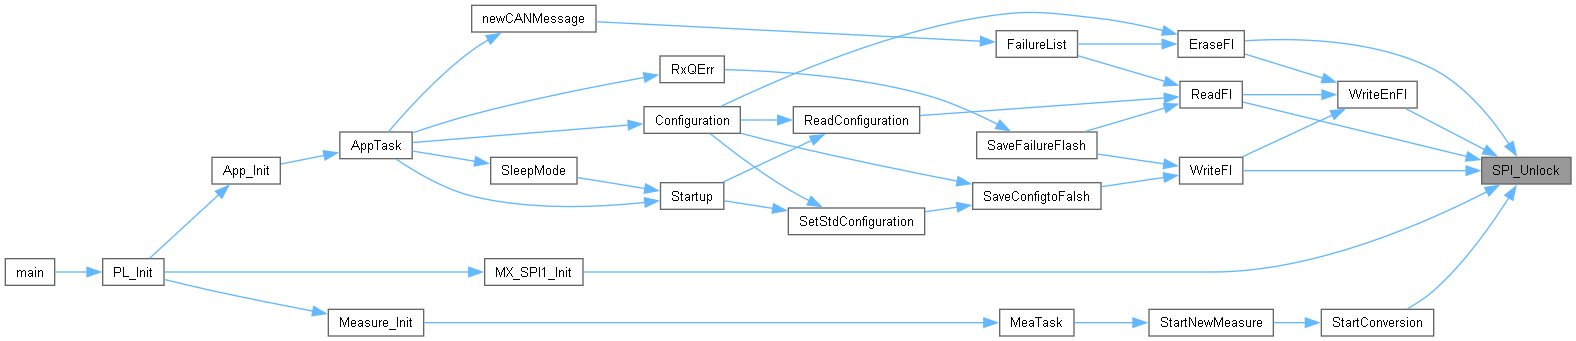 newCANMessage
FailureList
EraseFl
RxQErr
ReadFl
WriteEnFl
Configuration
ReadConfiguration
AppTask
SaveFailureFlash
App_Init
SleepMode
WriteFl
SPI_Unlock
Startup
SaveConfigtoFalsh
SetStdConfiguration
main
PL_Init
MX_SPI1_Init
Measure_Init
MeaTask
StartNewMeasure
StartConversion